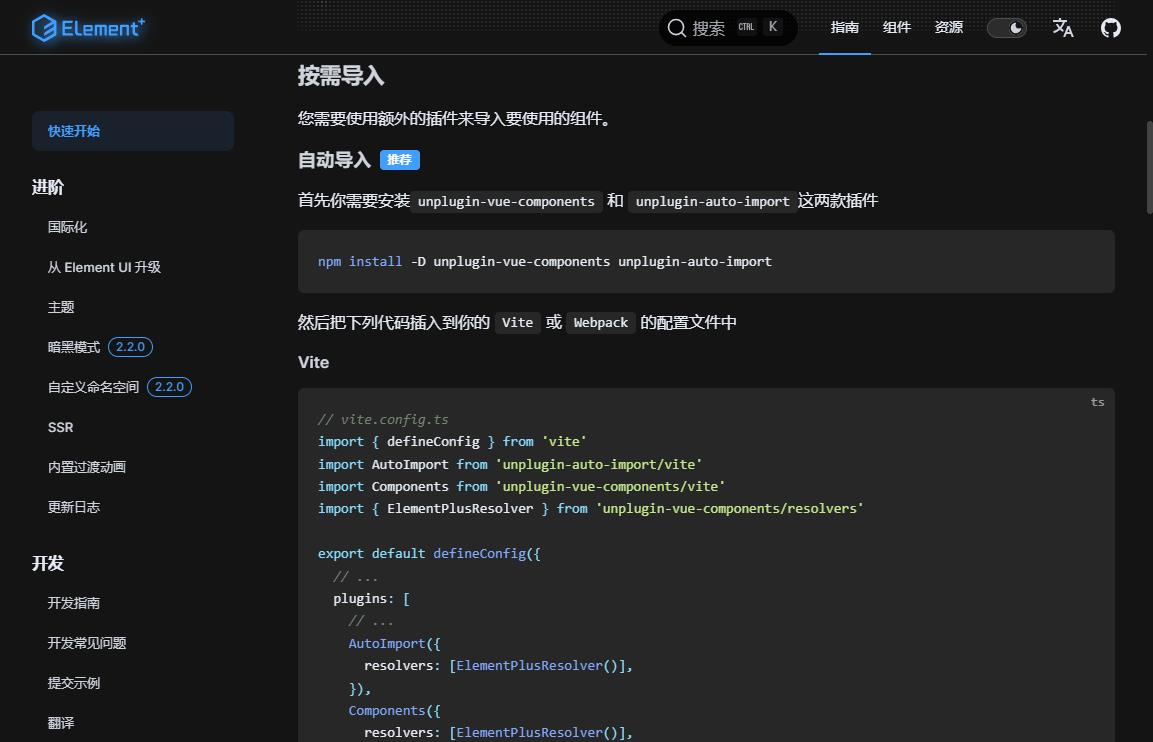 Element+
搜索 CTRL K
指南 组件 资源
快速开始
进阶
国际化
从 Element UI 升级
主题
暗黑模式 2.2.0
自定义命名空间 2.2.0
SSR
内置过渡动画
更新日志
开发
开发指南
开发常见问题
提交示例
翻译
按需导入
您需要使用额外的插件来导入要使用的组件。
自动导入 推荐
首先你需要安装 unplugin-vue-components 和 unplugin-auto-import 这两款插件
npm install -D unplugin-vue-components unplugin-auto-import
然后把下列代码插入到你的 Vite 或 Webpack 的配置文件中
Vite
ts
// vite.config.ts
import { defineConfig } from 'vite'
import AutoImport from 'unplugin-auto-import/vite'
import Components from 'unplugin-vue-components/vite'
import { ElementPlusResolver } from 'unplugin-vue-components/resolvers'
export default defineConfig({
  // ...
  plugins: [
    // ...
    AutoImport({
      resolvers: [ElementPlusResolver()],
    }),
    Components({
      resolvers: [ElementPlusResolver()],